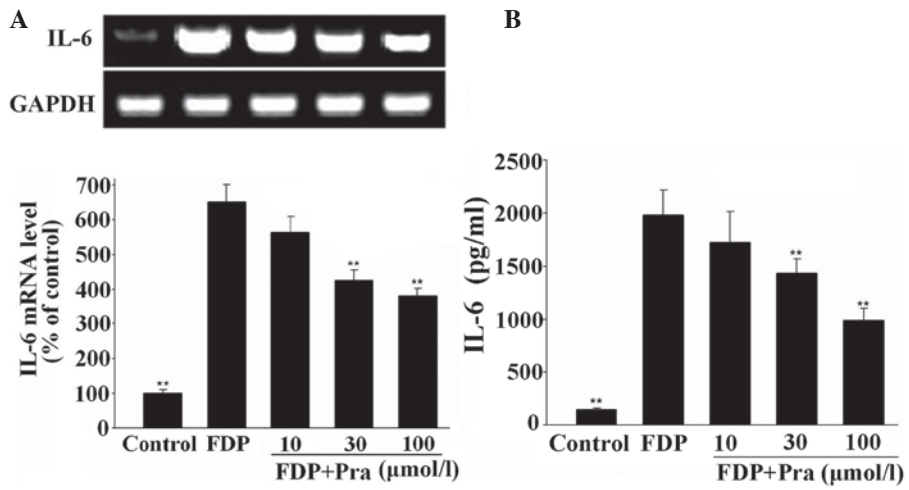 A
IL-6
GAPDH
IL-6 mRNA level
(% of control)
700
600
500
400
300
200
100
0
**
**
**
Control FDP 10 30 100
FDP+Pra (μmol/l)
B
IL-6 (pg/ml)
2500
2000
1500
1000
500
0
**
**
**
Control FDP 10 30 100
FDP+Pra (μmol/l)